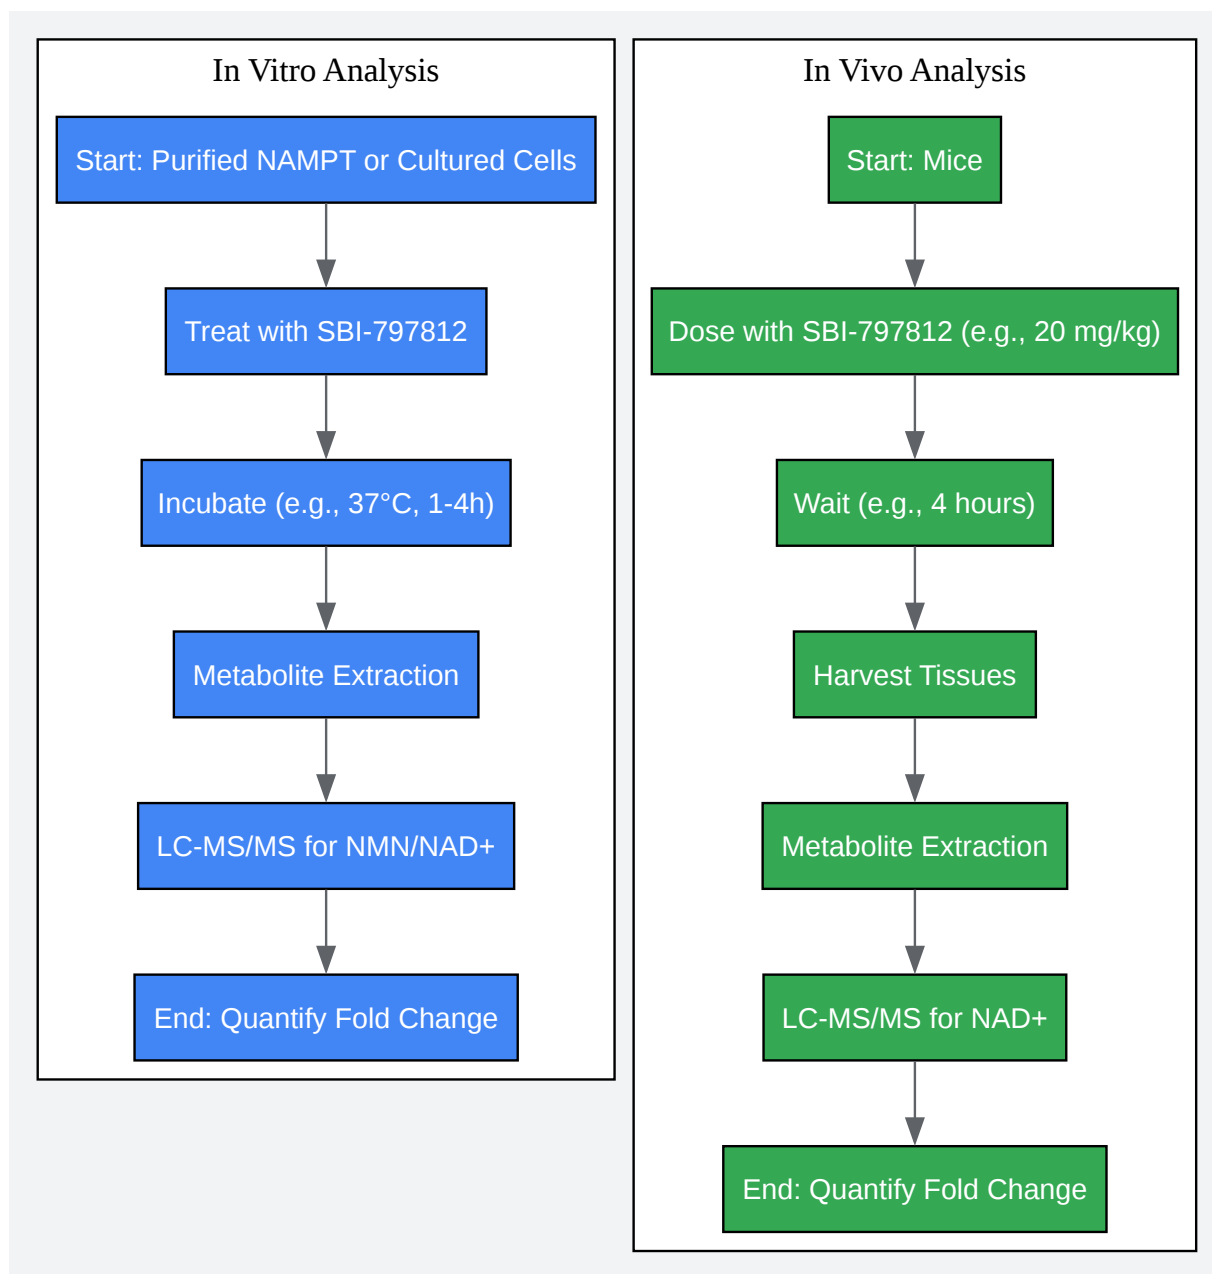 In Vitro Analysis
Start: Purified NAMPT or Cultured Cells
Treat with SBI-797812
Incubate (e.g., 37°C, 1-4h)
Metabolite Extraction
LC-MS/MS for NMN/NAD+
End: Quantify Fold Change
In Vivo Analysis
Start: Mice
Dose with SBI-797812 (e.g., 20 mg/kg)
Wait (e.g., 4 hours)
Harvest Tissues
Metabolite Extraction
LC-MS/MS for NAD+
End: Quantify Fold Change